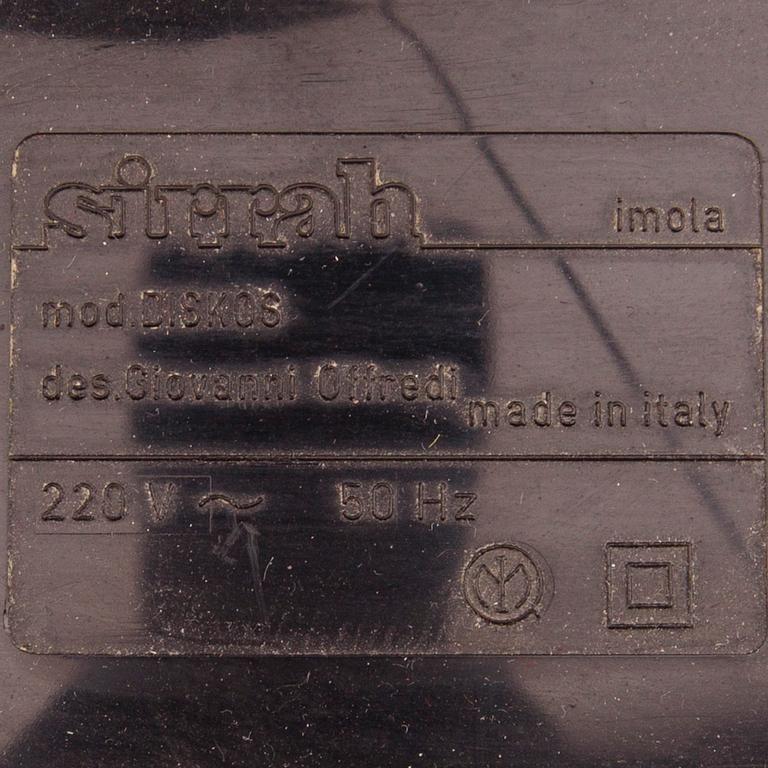 sirrah imola
mod.DISKOS
des.Giovanni Offredi
made in italy
220 V ~ 50 Hz